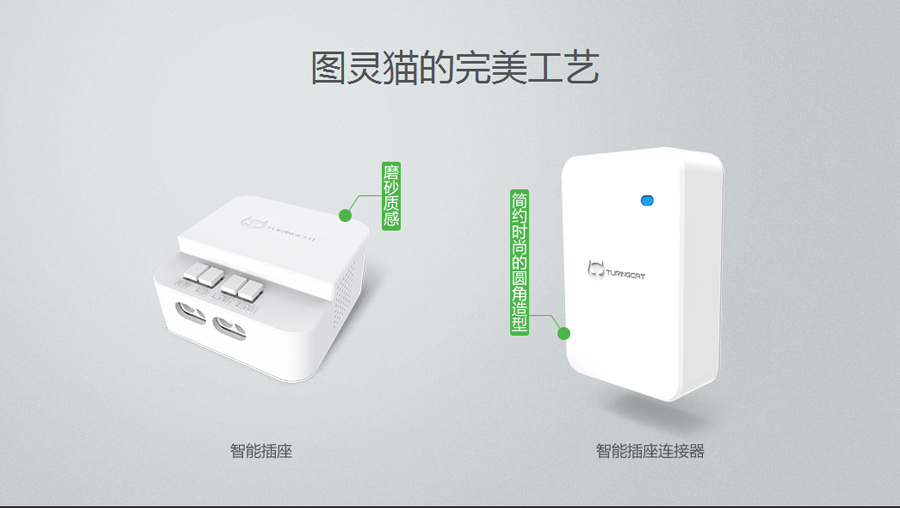 图灵猫的完美工艺
磨砂质感
TURINGCAT
简约时尚的圆角造型
TURINGCAT
智能插座
智能插座连接器